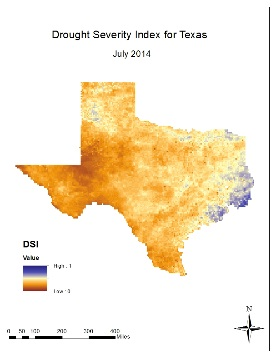 Drought Severity Index for Texas
July 2014
DSI
Value
High : 1
Low : 0
N
0 50 100 200 300 400
Miles